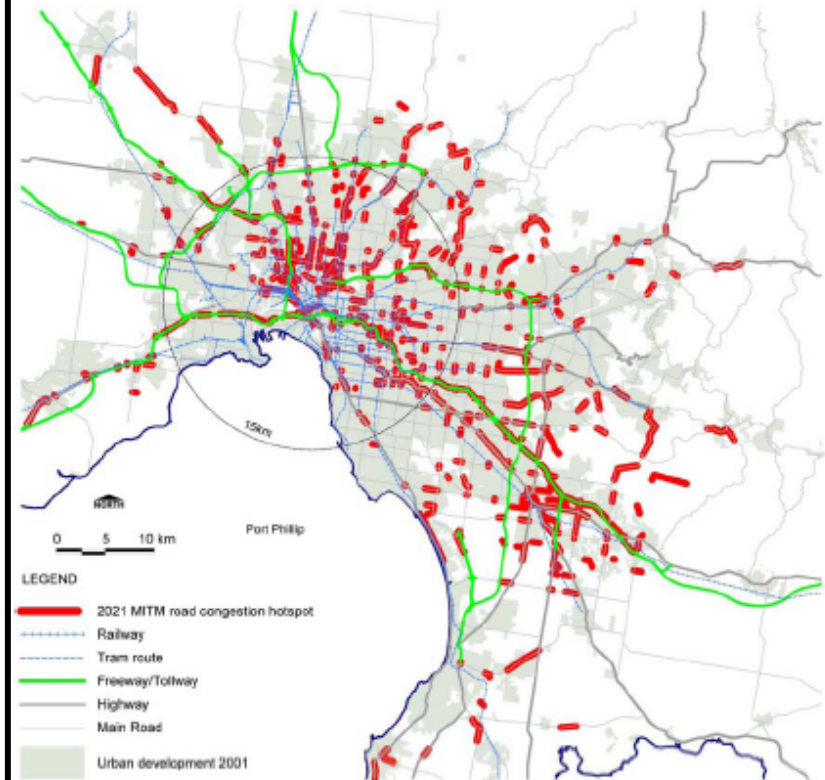 15km
NORTH
0 5 10 km
Port Phillip
LEGEND
2021 MITM road congestion hotspot
Railway
Tram route
Freeway/Tollway
Highway
Main Road
Urban development 2001